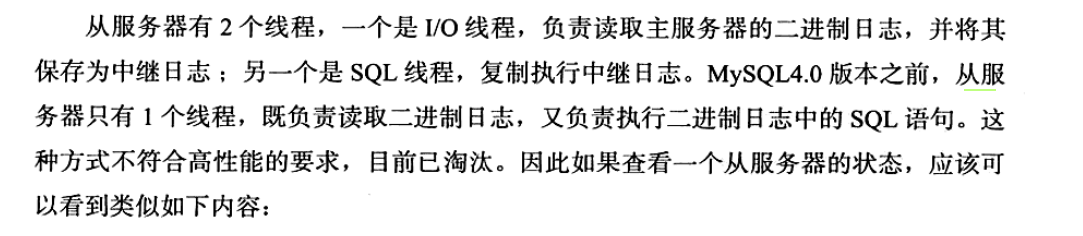 从服务器有 2 个线程，一个是 I/O 线程，负责读取主服务器的二进制日志，并将其
保存为中继日志；另一个是 SQL 线程，复制执行中继日志。MySQL4.0 版本之前，从服
务器只有 1 个线程，既负责读取二进制日志，又负责执行二进制日志中的 SQL 语句。这
种方式不符合高性能的要求，目前已淘汰。因此如果查看一个从服务器的状态，应该可
以看到类似如下内容：